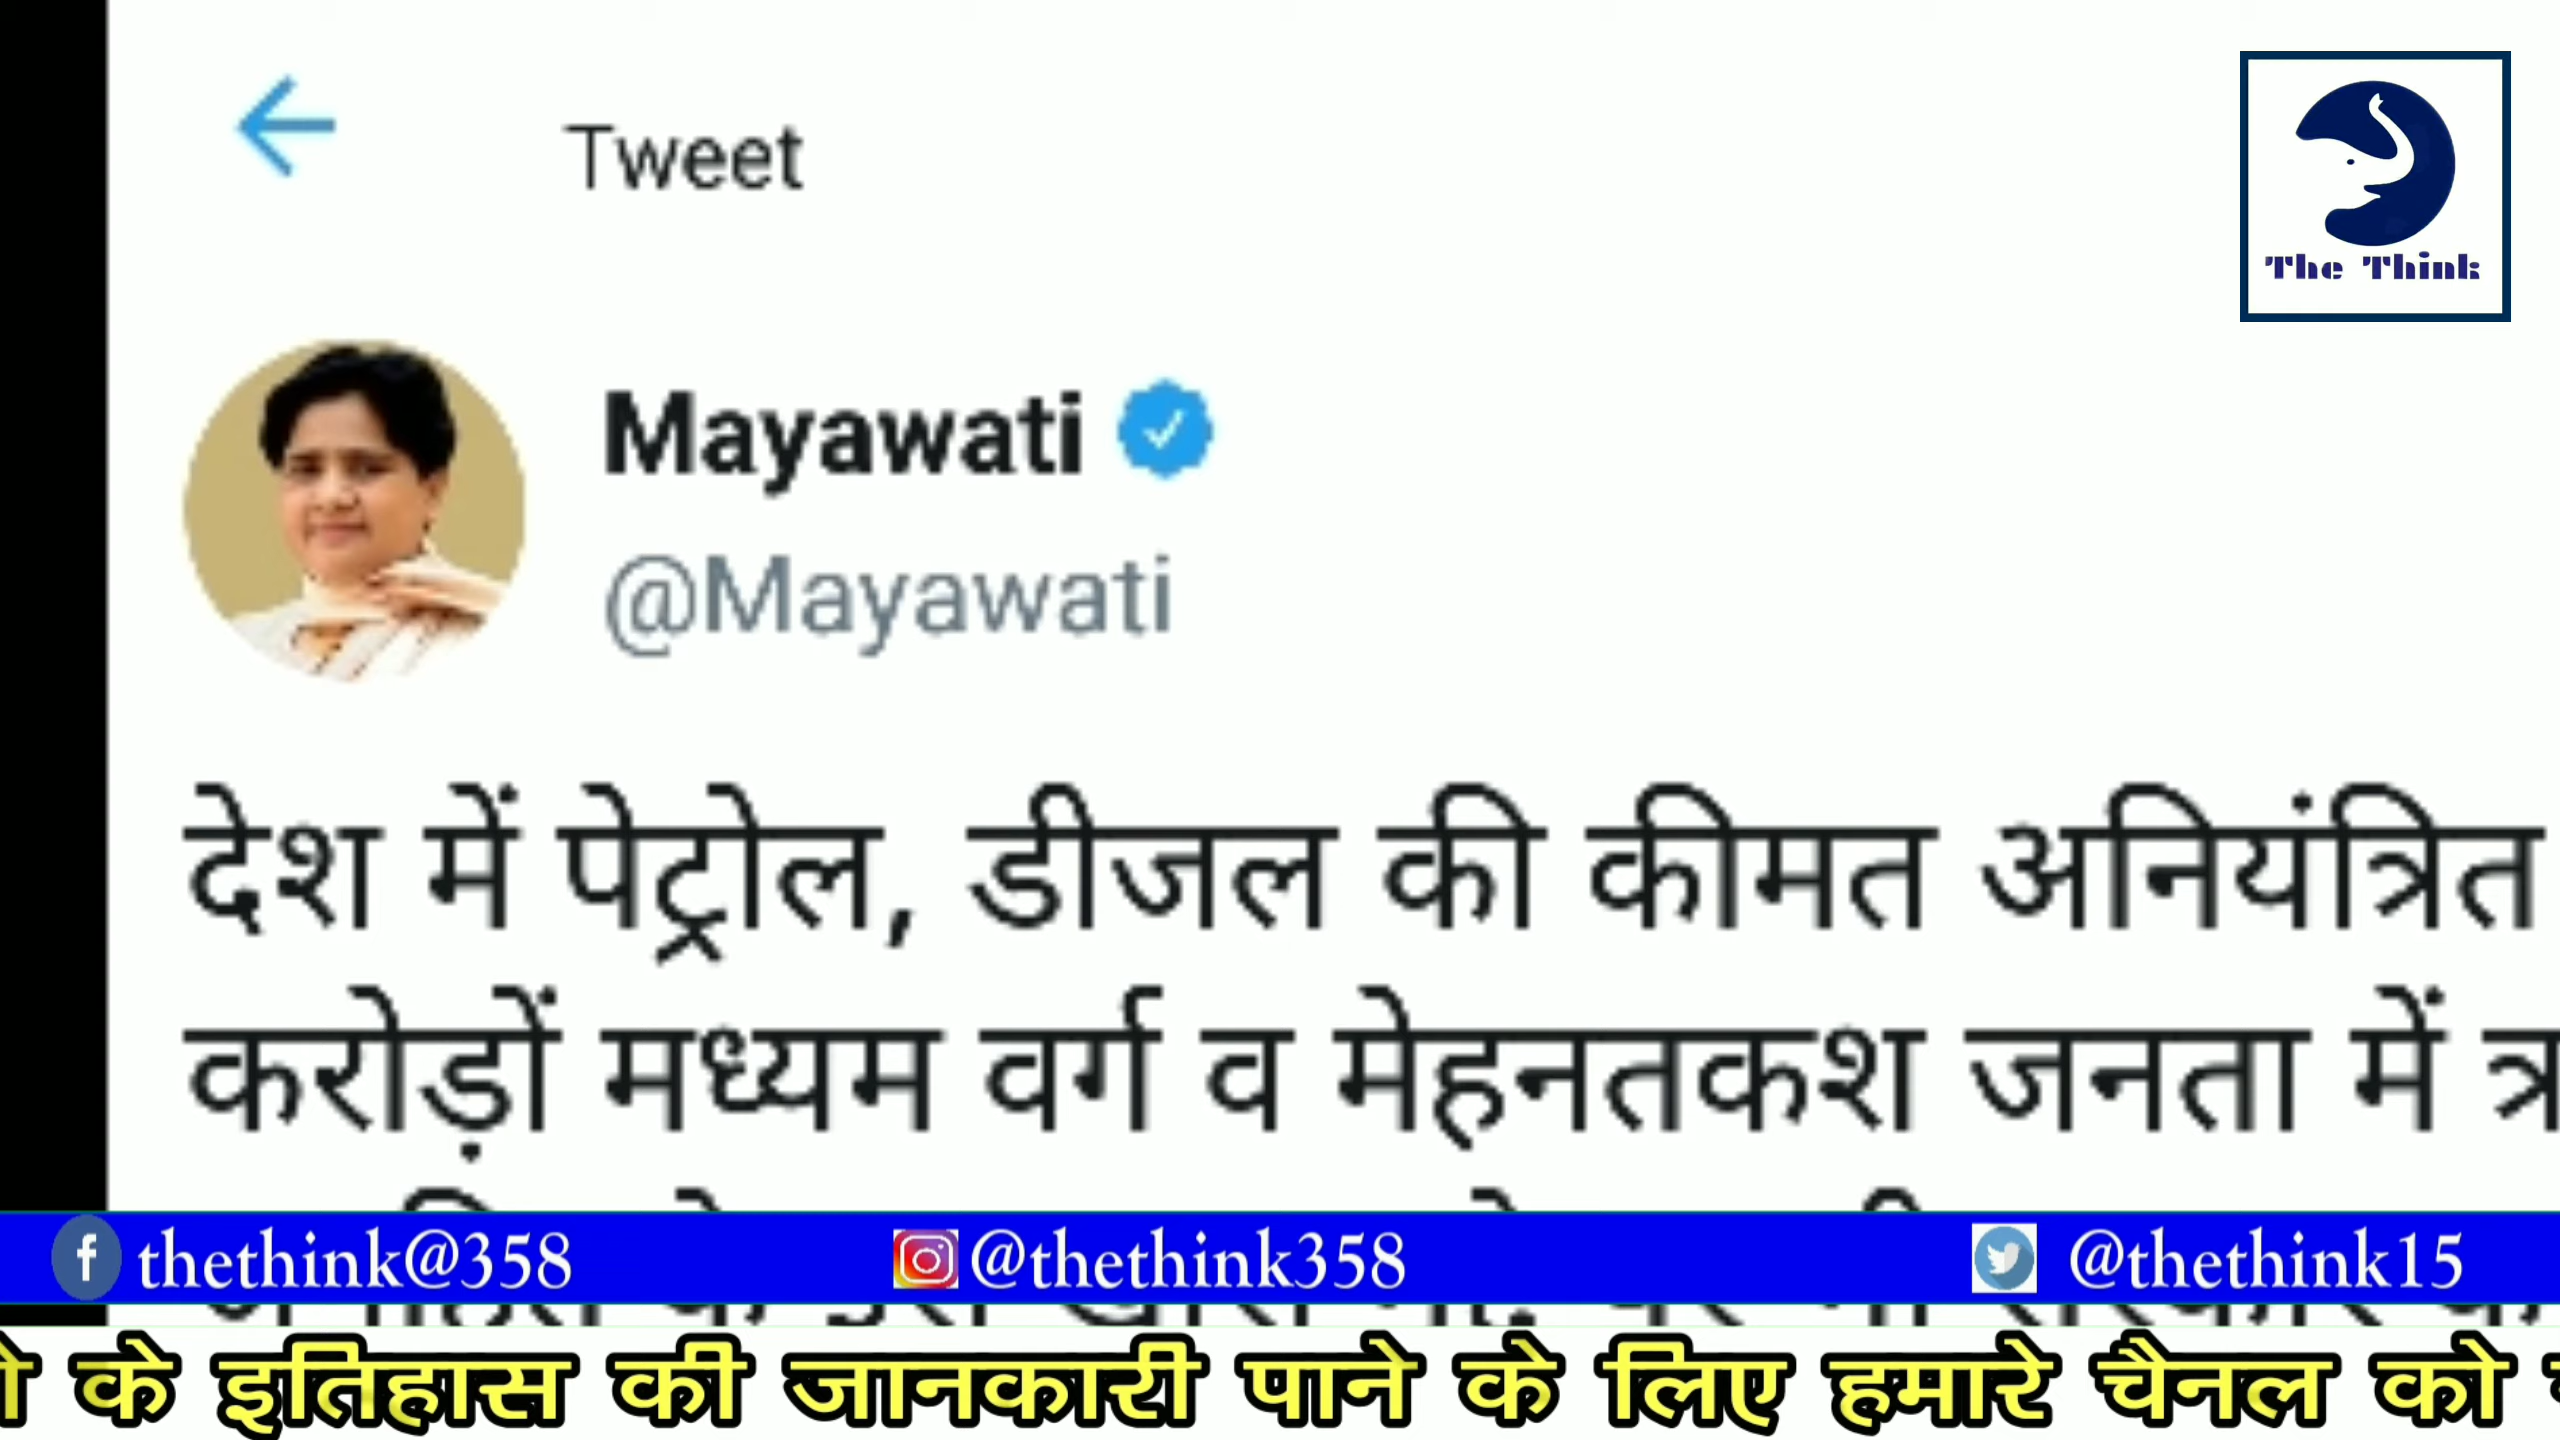 Tweet
The Think
Mayawati
@Mayawati
देश में पेट्रोल, डीजल की कीमत अनियंत्रित
करोड़ों मध्यम वर्ग व मेहनतकश जनता में
thethink@358 @thethink358 @thethink15
के इतिहास की जानकारी पाने के लिए हमारे चैनल को